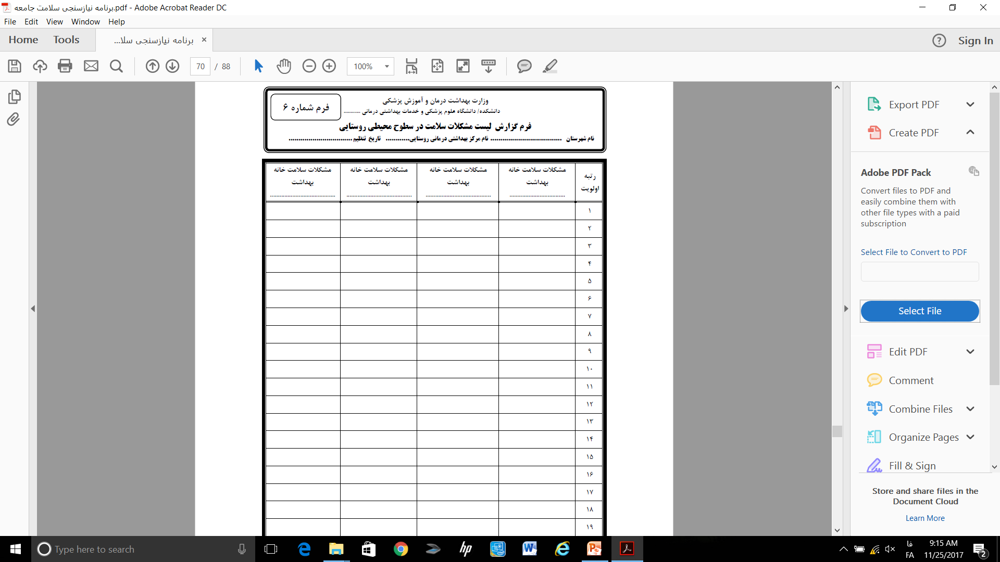 برنامه نیازسنجی سلامت جامعه.pdf - Adobe Acrobat Reader DC
File Edit View Window Help
Home Tools برنامه نیازسنجی سلا... × Sign In
70 / 88 100%
وزارت بهداشت درمان و آموزش پزشکی
فرم شماره ۶
دانشکده/ دانشگاه علوم پزشکی و خدمات بهداشتی درمانی ............
فرم گزارش لیست مشکلات سلامت در سطوح محیطی روستایی
نام شهرستان .................................... نام مرکز بهداشتی درمانی روستایی............ تاریخ تنظیم ................................
رتبه اولویت
مشکلات سلامت خانه بهداشت ....................................
مشکلات سلامت خانه بهداشت ..........................................
مشکلات سلامت خانه بهداشت ..........................................
مشکلات سلامت خانه بهداشت ..........................................
۱
۲
۳
۴
۵
۶
۷
۸
۹
۱۰
۱۱
۱۲
۱۳
۱۴
۱۵
۱۶
۱۷
۱۸
۱۹
Export PDF
Create PDF
Adobe PDF Pack
Convert files to PDF and
easily combine them with
other file types with a paid
subscription
Select File to Convert to PDF
Select File
Edit PDF
Comment
Combine Files
Organize Pages
Fill & Sign
Store and share files in the
Document Cloud
Learn More
Type here to search
hp
فا
FA
9:15 AM
11/25/2017
2